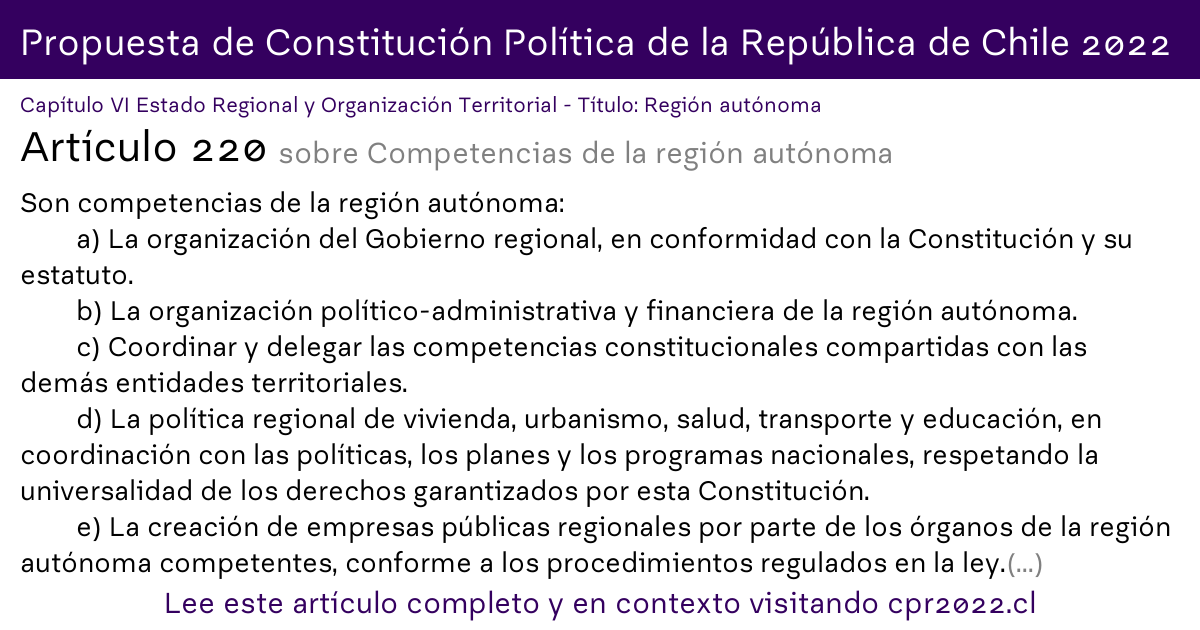 Propuesta de Constitución Política de la República de Chile 2022
Capítulo VI Estado Regional y Organización Territorial - Título: Región autónoma
Artículo 220 sobre Competencias de la región autónoma
Son competencias de la región autónoma:
a) La organización del Gobierno regional, en conformidad con la Constitución y su
estatuto.
b) La organización político-administrativa y financiera de la región autónoma.
c) Coordinar y delegar las competencias constitucionales compartidas con las
demás entidades territoriales.
d) La política regional de vivienda, urbanismo, salud, transporte y educación, en
coordinación con las políticas, los planes y los programas nacionales, respetando la
universalidad de los derechos garantizados por esta Constitución.
e) La creación de empresas públicas regionales por parte de los órganos de la región
autónoma competentes, conforme a los procedimientos regulados en la ley.(...)
Lee este artículo completo y en contexto visitando cpr2022.cl